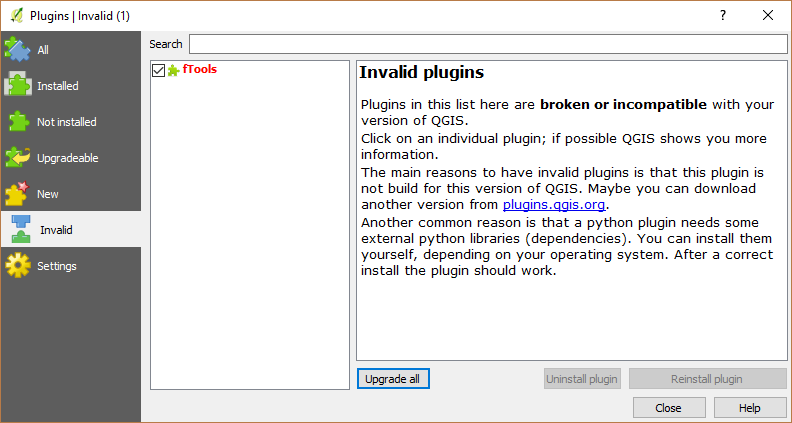 Plugins | Invalid (1)
?
All
Installed
Not installed
Upgradeable
New
Invalid
Settings
Search
fTools
Invalid plugins
Plugins in this list here are broken or incompatible with your
version of QGIS.
Click on an individual plugin; if possible QGIS shows you more
information.
The main reasons to have invalid plugins is that this plugin is
not build for this version of QGIS. Maybe you can download
another version from plugins.qgis.org.
Another common reason is that a python plugin needs some
external python libraries (dependencies). You can install them
yourself, depending on your operating system. After a correct
install the plugin should work.
Upgrade all
Uninstall plugin
Reinstall plugin
Close
Help